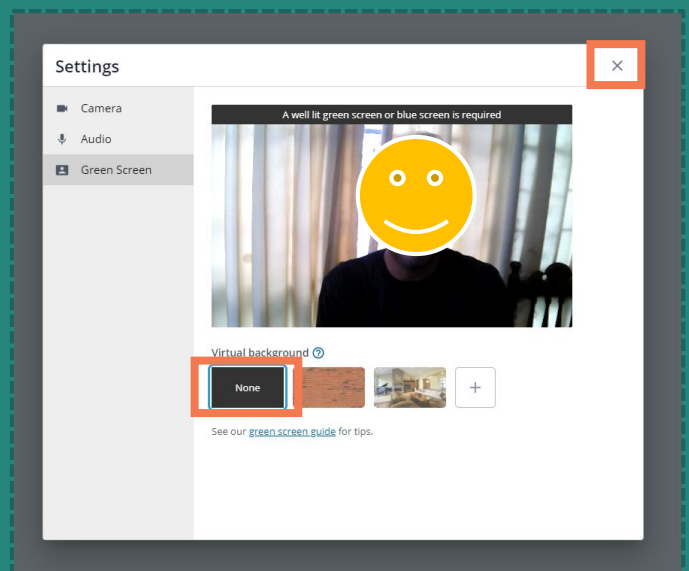 Settings
Camera
Audio
Green Screen
A well lit green screen or blue screen is required
Virtual background
None
See our green screen guide for tips.